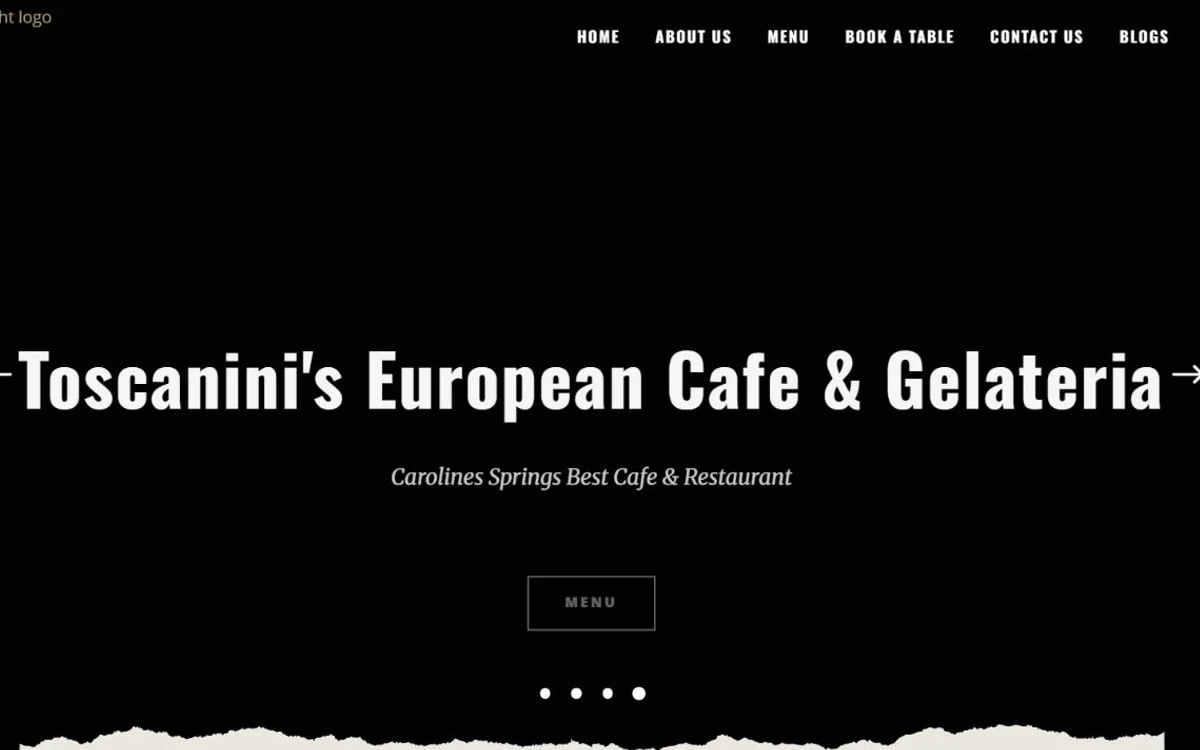 ht logo
HOME ABOUT US MENU BOOK A TABLE CONTACT US BLOGS
Toscanini's European Cafe & Gelateria
Carolines Springs Best Cafe & Restaurant
MENU